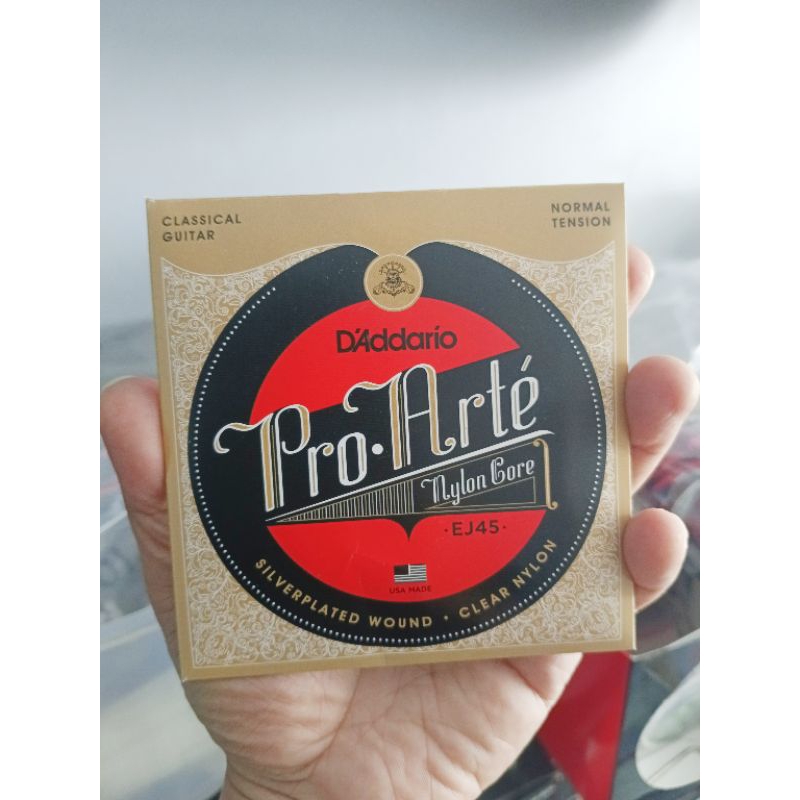 CLASSICAL
GUITAR
NORMAL
TENSION
D'Addario
Pro·Arté
Nylon Core
·EJ45·
USA MADE
SILVERPLATED WOUND · CLEAR NYLON